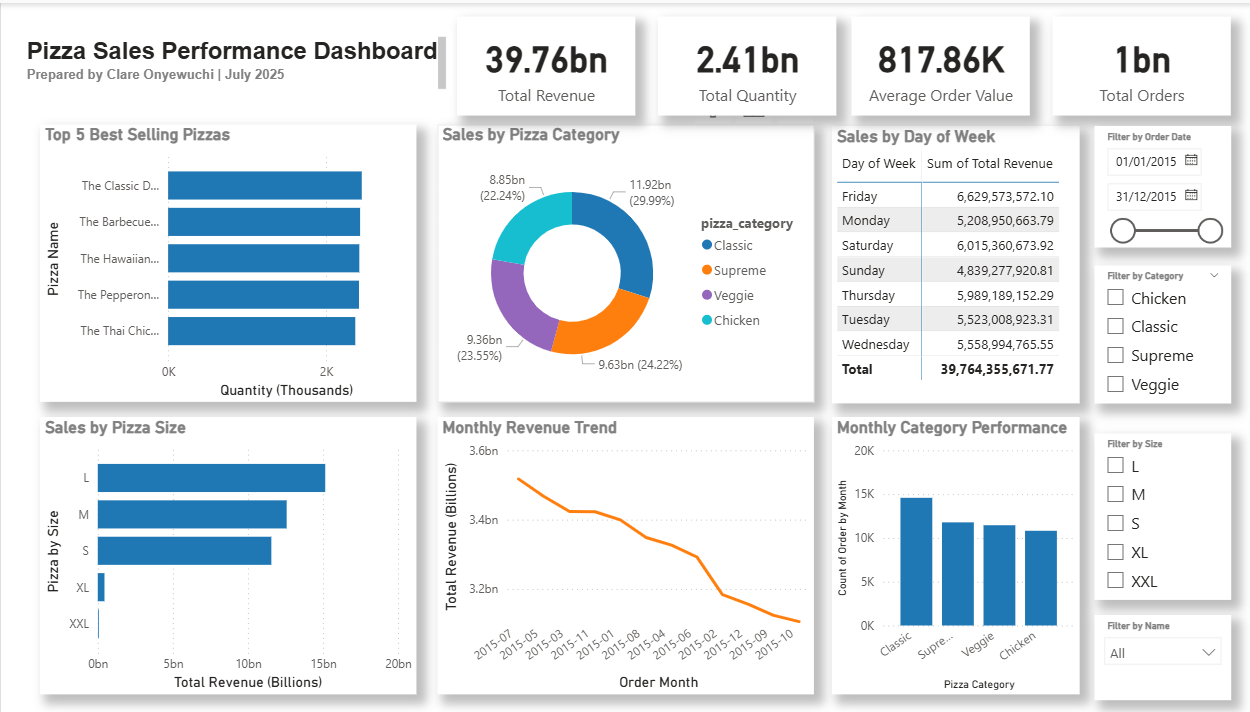 Pizza Sales Performance Dashboard
Prepared by Clare Onyewuchi | July 2025
39.76bn
Total Revenue
2.41bn
Total Quantity
817.86K
Average Order Value
1bn
Total Orders
Top 5 Best Selling Pizzas
Pizza Name
The Classic D...
The Barbecue...
The Hawaiian...
The Pepperon...
The Thai Chic...
0K 2K
Quantity (Thousands)
Sales by Pizza Category
8.85bn
(22.24%)
11.92bn
(29.99%)
9.36bn
(23.55%)
9.63bn (24.22%)
pizza_category
Classic
Supreme
Veggie
Chicken
Sales by Day of Week
Day of Week Sum of Total Revenue
Friday 6,629,573,572.10
Monday 5,208,950,663.79
Saturday 6,015,360,673.92
Sunday 4,839,277,920.81
Thursday 5,989,189,152.29
Tuesday 5,523,008,923.31
Wednesday 5,558,994,765.55
Total 39,764,355,671.77
Filter by Order Date
01/01/2015
31/12/2015
Filter by Category
Chicken
Classic
Supreme
Veggie
Sales by Pizza Size
Pizza by Size
L
M
S
XL
XXL
0bn 5bn 10bn 15bn 20bn
Total Revenue (Billions)
Monthly Revenue Trend
Total Revenue (Billions)
3.6bn
3.4bn
3.2bn
2015-07 2015-05 2015-03 2015-11 2015-01 2015-08 2015-04 2015-06 2015-02 2015-12 2015-09 2015-10
Order Month
Monthly Category Performance
Count of Order by Month
20K
15K
10K
5K
0K
Classic Supre... Veggie Chicken
Pizza Category
Filter by Size
L
M
S
XL
XXL
Filter by Name
All